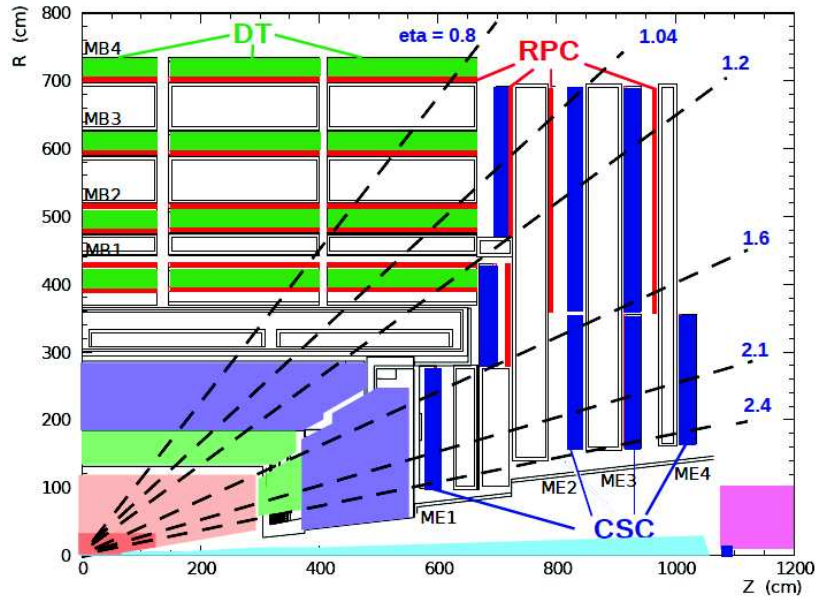 R (cm)
800
700
600
500
400
300
200
100
0
MB4
MB3
MB2
MB1
DT
eta = 0.8
RPC
1.04
1.2
1.6
2.1
2.4
ME1
ME2
ME3
ME4
CSC
0
200
400
600
800
1000
1200
Z (cm)